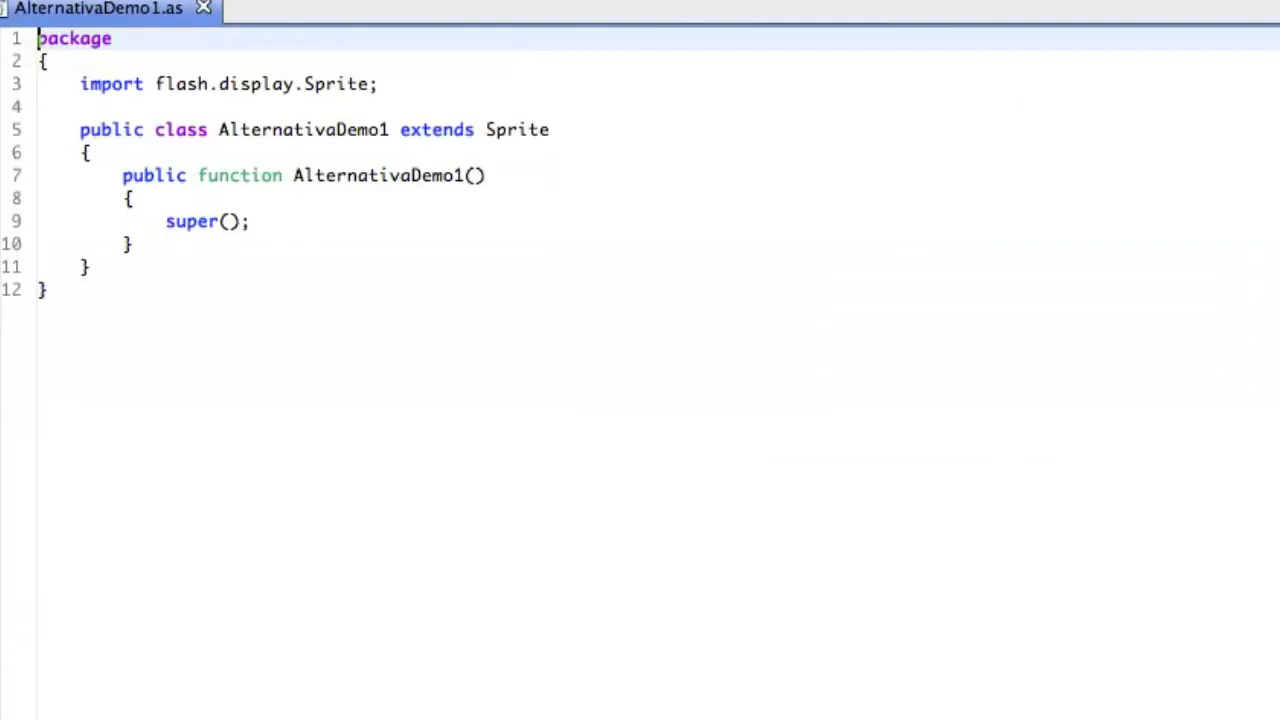 AlternativaDemo1.as
1 package
2 {
3     import flash.display.Sprite;
4
5     public class AlternativaDemo1 extends Sprite
6     {
7         public function AlternativaDemo1()
8         {
9             super();
10         }
11     }
12 }